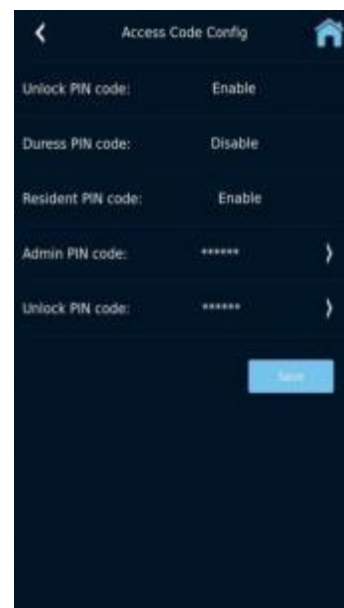 Access Code Config
Unlock PIN code: Enable
Duress PIN code: Disable
Resident PIN code: Enable
Admin PIN code: ******
Unlock PIN code: ******
Save